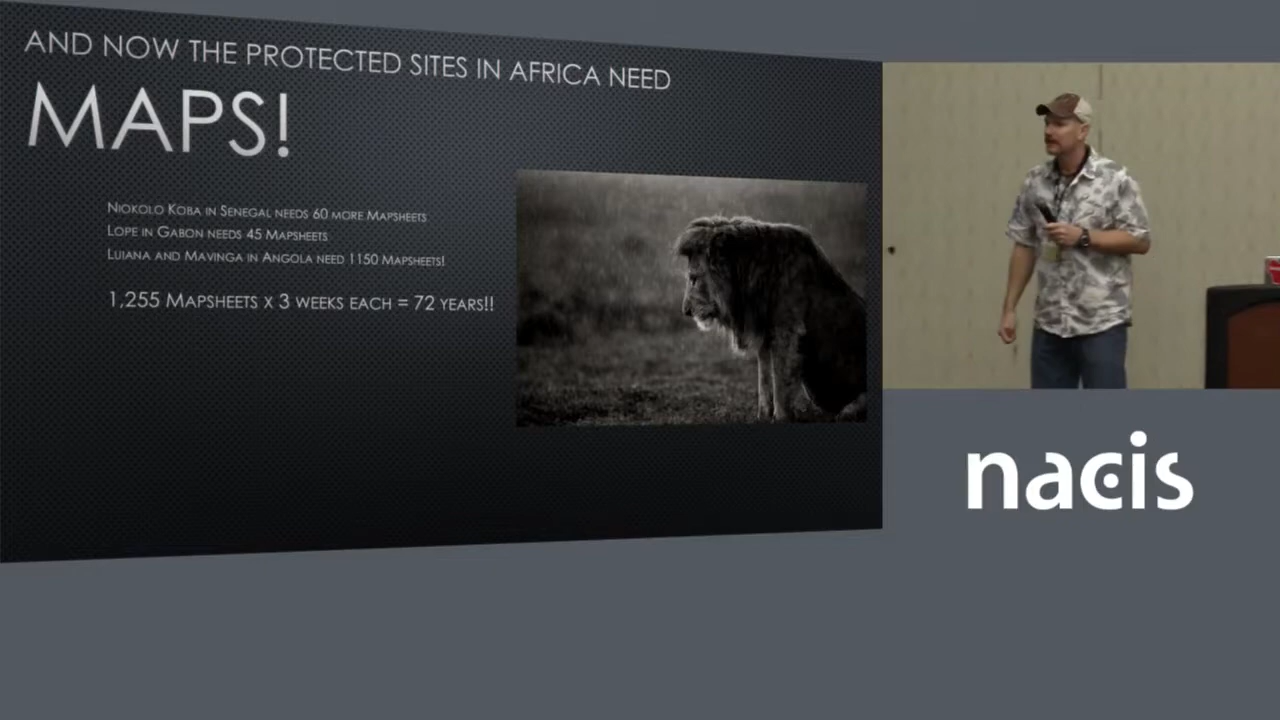 AND NOW THE PROTECTED SITES IN AFRICA NEED
MAPS!
NIOKOLO KOBA IN SENEGAL NEEDS 60 MORE MAPSHEETS
LOPE IN GABON NEEDS 45 MAPSHEETS
LUIANA AND MAVINGA IN ANGOLA NEED 1150 MAPSHEETS!
1,255 MAPSHEETS X 3 WEEKS EACH = 72 YEARS!!
nacis